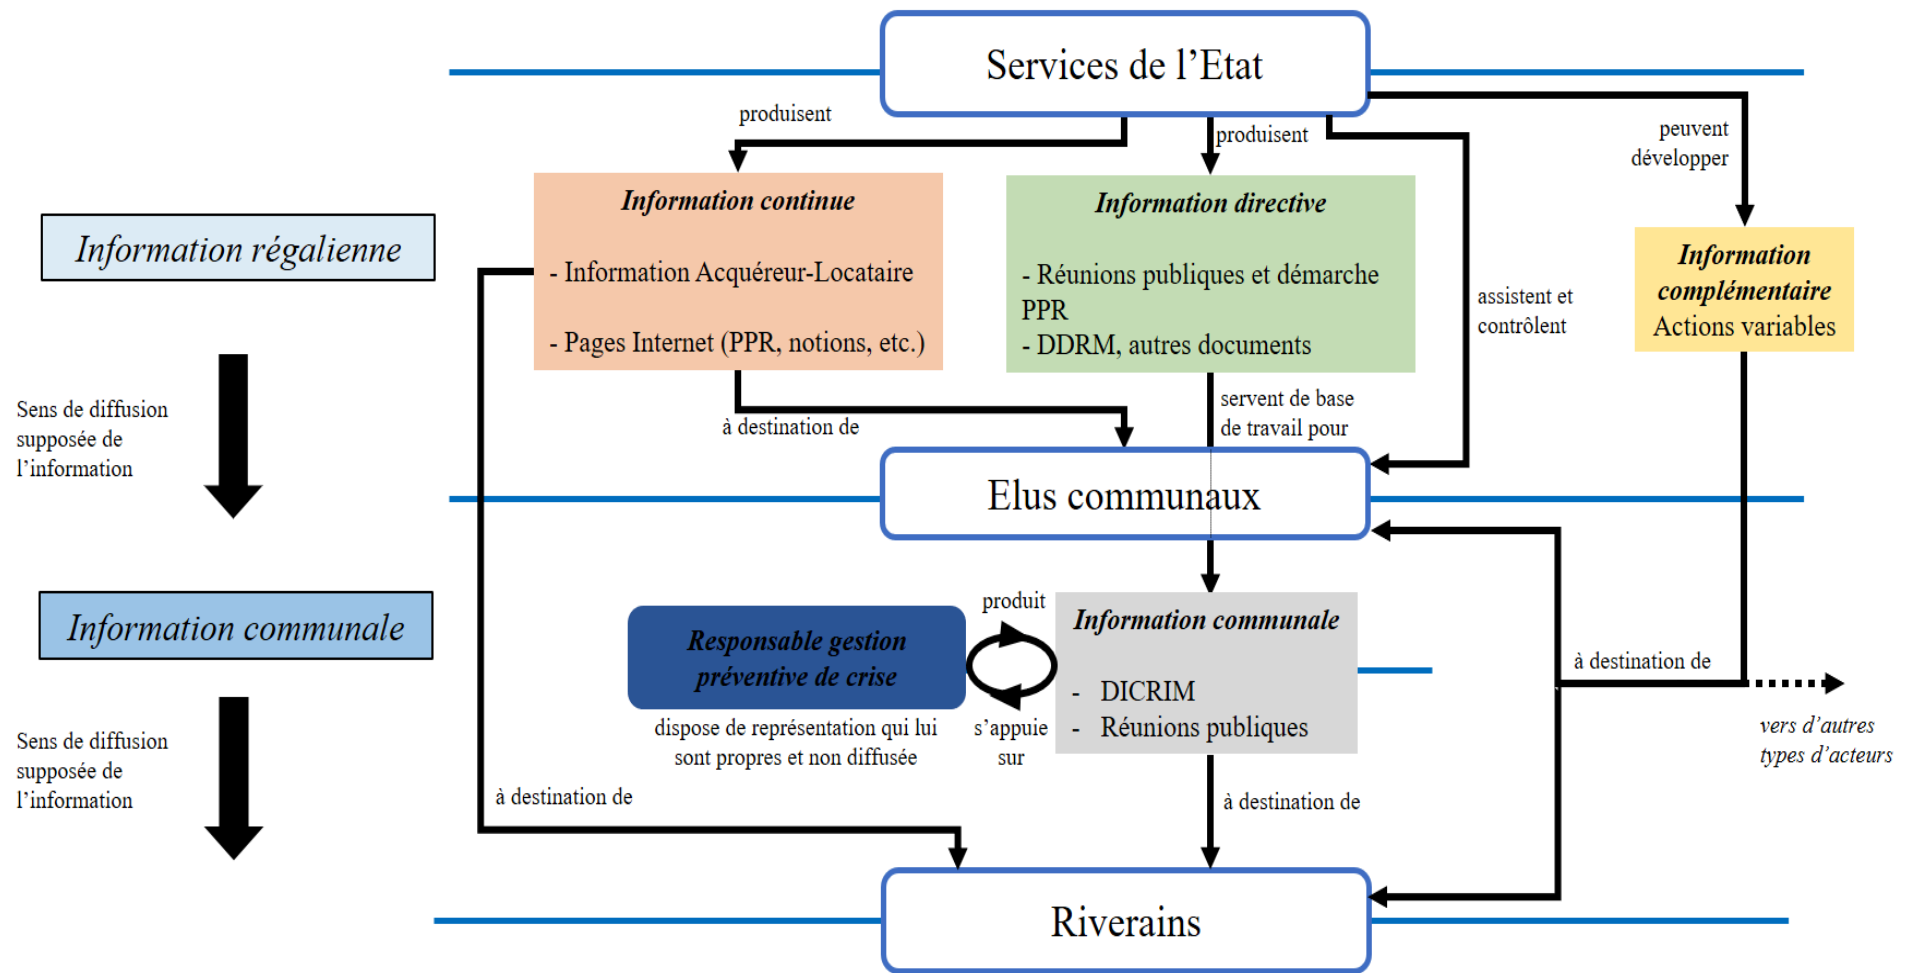 Services de l’Etat
produisent
produisent
peuvent
développer
Information continue
- Information Acquéreur-Locataire
- Pages Internet (PPR, notions, etc.)
Information directive
- Réunions publiques et démarche
PPR
- DDRM, autres documents
Information régalienne
assistent et
contrôlent
Information
complémentaire
Actions variables
Sens de diffusion
supposée de
l’information
à destination de
servent de base
de travail pour
Elus communaux
Information communale
Responsable gestion
préventive de crise
dispose de représentation qui lui
sont propres et non diffusée
produit
s’appuie
sur
Information communale
- DICRIM
- Réunions publiques
à destination de
vers d’autres
types d’acteurs
Sens de diffusion
supposée de
l’information
à destination de
à destination de
Riverains